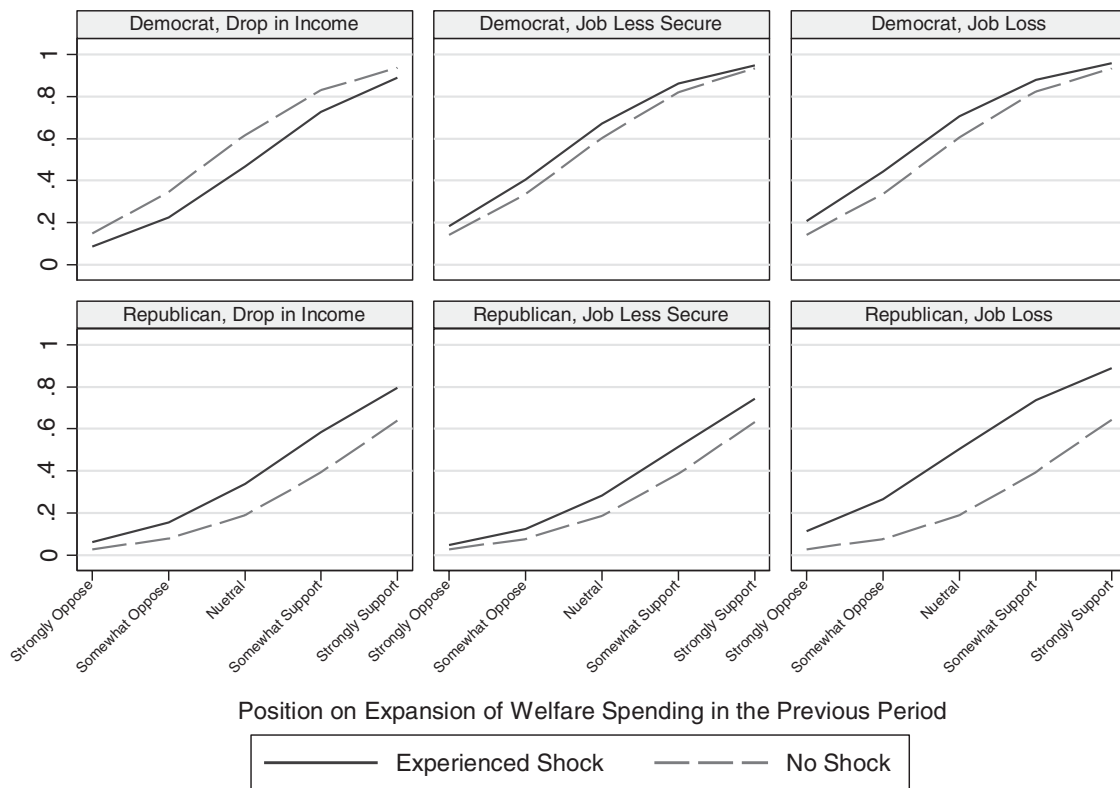 Democrat, Drop in Income
Democrat, Job Less Secure
Democrat, Job Loss
1
.8
.6
.4
.2
0
Republican, Drop in Income
Republican, Job Less Secure
Republican, Job Loss
1
.8
.6
.4
.2
0
Strongly Oppose
Somewhat Oppose
Nuetral
Somewhat Support
Strongly Support
Strongly Oppose
Somewhat Oppose
Nuetral
Somewhat Support
Strongly Support
Strongly Oppose
Somewhat Oppose
Nuetral
Somewhat Support
Strongly Support
Position on Expansion of Welfare Spending in the Previous Period
Experienced Shock
No Shock